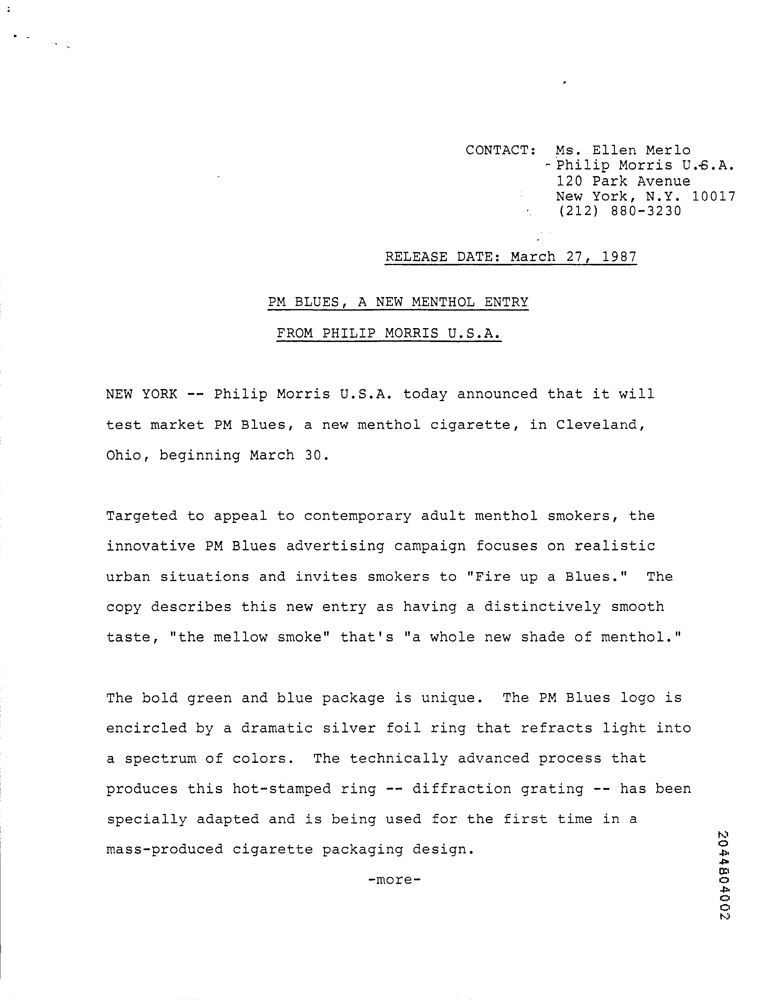 CONTACT: Ms. Ellen Merlo
Philip Morris U.S.A.
120 Park Avenue
New York, N.Y. 10017
(212) 880-3230
RELEASE DATE: March 27, 1987
PM BLUES, A NEW MENTHOL ENTRY
FROM PHILIP MORRIS U.S.A.
NEW YORK -- Philip Morris U.S.A. today announced that it will
test market PM Blues, a new menthol cigarette, in Cleveland,
Ohio, beginning March 30.
Targeted to appeal to contemporary adult menthol smokers, the
innovative PM Blues advertising campaign focuses on realistic
urban situations and invites smokers to "Fire up a Blues." The
copy describes this new entry as having a distinctively smooth
taste, "the mellow smoke" that's "a whole new shade of menthol."
The bold green and blue package is unique. The PM Blues logo is
encircled by a dramatic silver foil ring that refracts light into
a spectrum of colors. The technically advanced process that
produces this hot-stamped ring -- diffraction grating -- has been
specially adapted and is being used for the first time in a
mass-produced cigarette packaging design.
-more-
2044804002